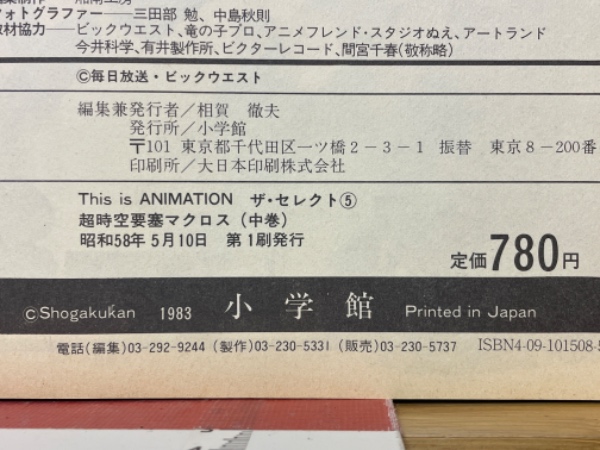 ォトグラファー──三田部 勉、中島秋則
材協力──ビックウエスト、竜の子プロ、アニメフレンド・スタジオぬえ、アートランド
今井科学、有井製作所、ビクターレコード、間宮千春(敬称略)
©毎日放送・ビックウエスト
編集兼発行者／相賀 徹夫
発行所／小学館
〒101 東京都千代田区一ツ橋2－3－1 振替 東京8－200番
印刷所／大日本印刷株式会社
This is ANIMATION ザ・セレクト⑤
超時空要塞マクロス（中巻）
昭和58年5月10日 第1刷発行
定価780円
©Shogakukan 1983 小学館 Printed in Japan
電話(編集)03-292-9244 (製作)03-230-5331 (販売)03-230-5737 ISBN4-09-101508-